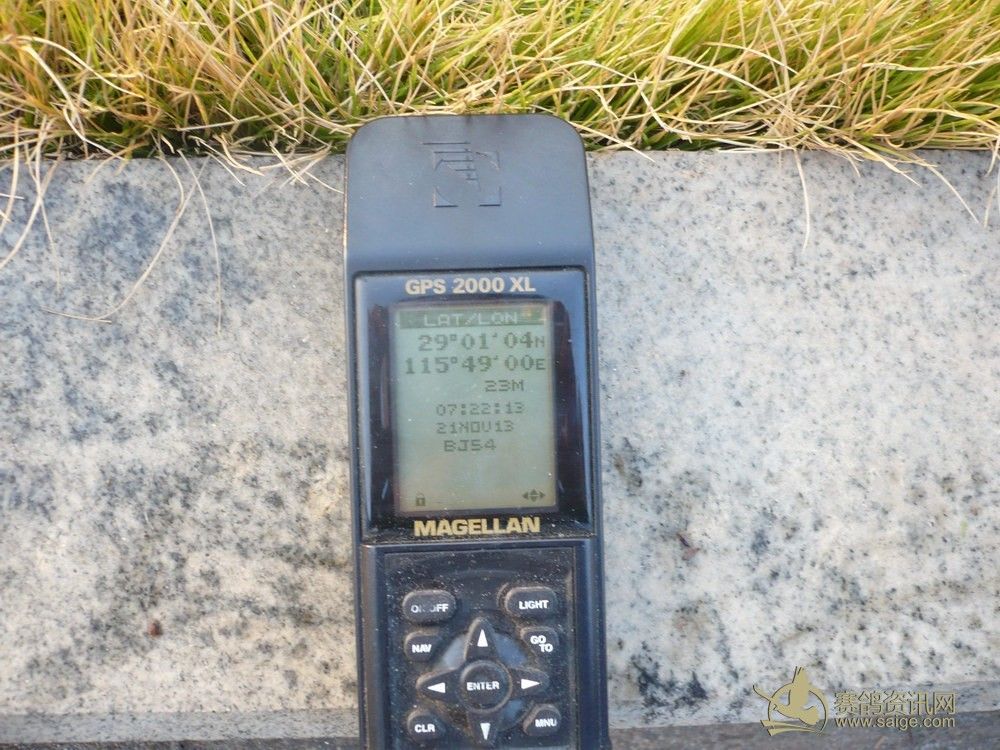 GPS 2000 XL
LAT/LON
29°01'04N
115°49'00E
23M
07:22:13
21NOV13
BJ54
MAGELLAN
ON/OFF LIGHT
NAV GO TO
ENTER
CLR MNU
赛鸽资讯网
www.saige.com